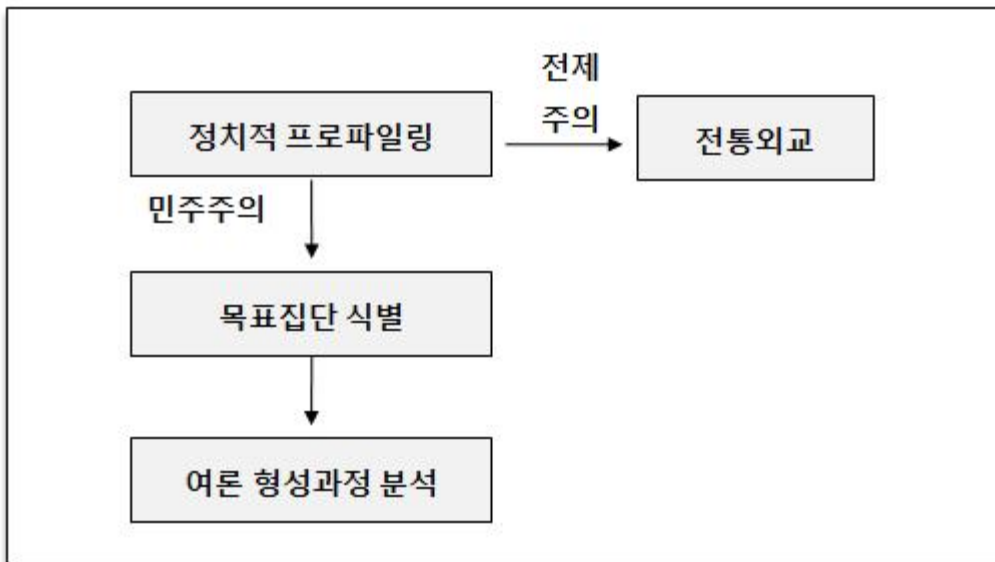 전제
주의
정치적 프로파일링
전통외교
민주주의
목표집단 식별
여론 형성과정 분석